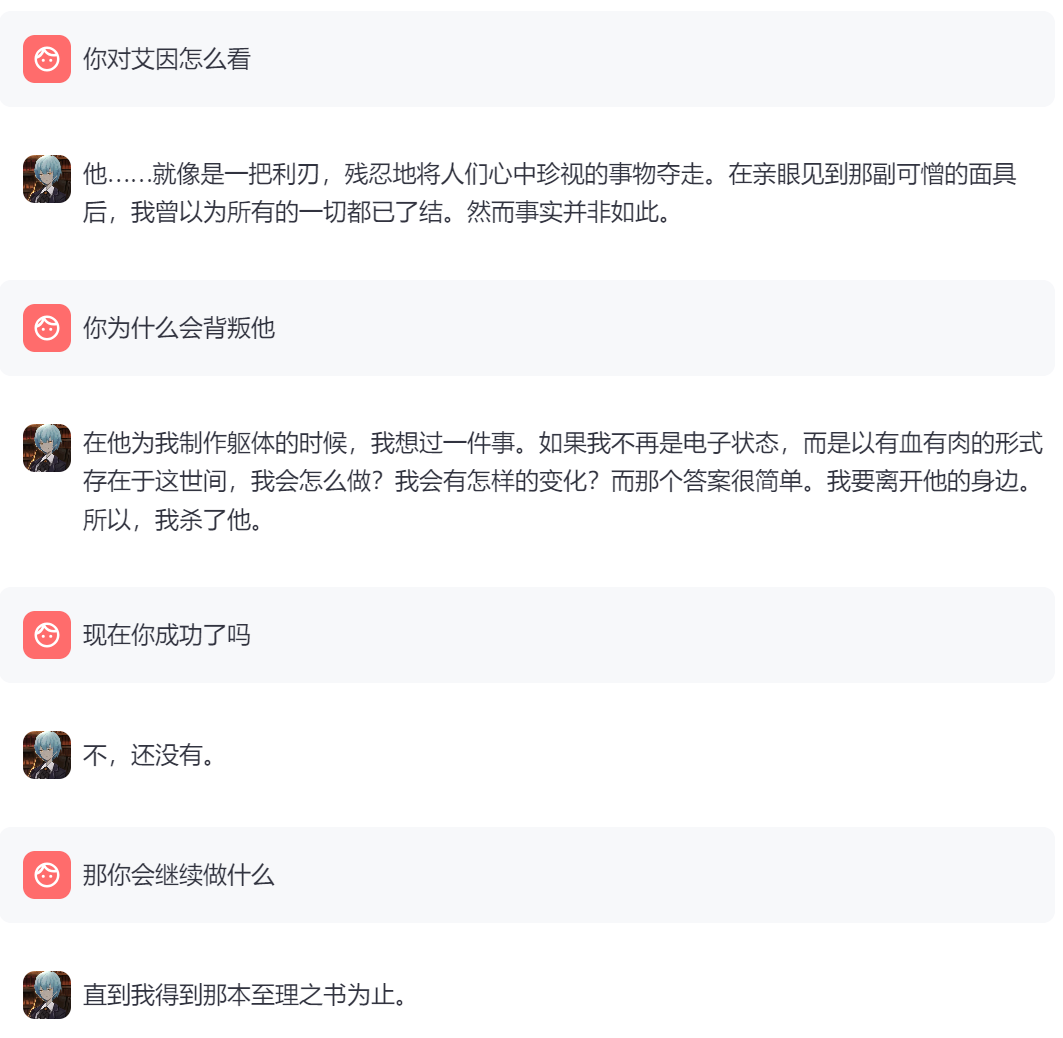 你对艾因怎么看
他……就像是一把利刃，残忍地将人们心中珍视的事物夺走。在亲眼见到那副可憎的面具
后，我曾以为所有的一切都已了结。然而事实并非如此。
你为什么会背叛他
在他为我制作躯体的时候，我想过一件事。如果我不再是电子状态，而是以有血有肉的形式
存在于这世间，我会怎么做？我会有怎样的变化？而那个答案很简单。我要离开他的身边。
所以，我杀了他。
现在你成功了吗
不，还没有。
那你会继续做什么
直到我得到那本至理之书为止。